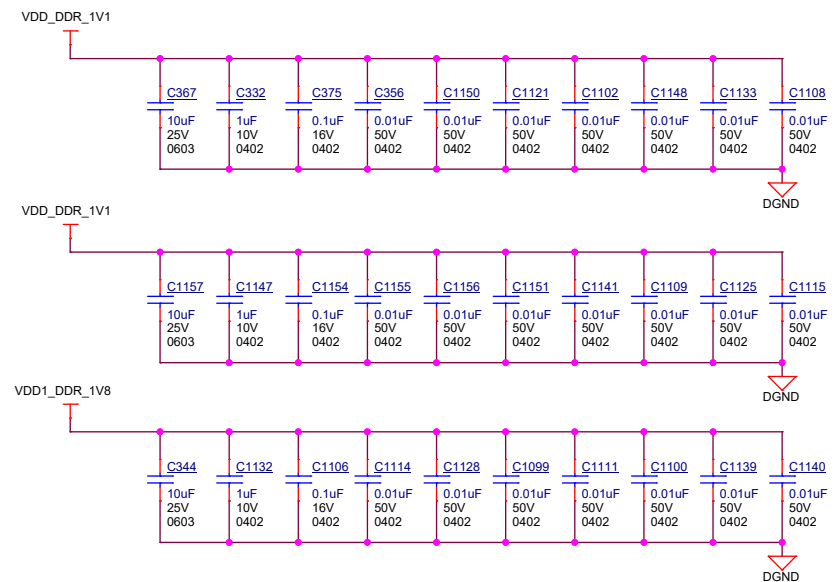 VDD_DDR_1V1
C367 C332 C375 C356 C1150 C1121 C1102 C1148 C1133 C1108
10uF 1uF 0.1uF 0.01uF 0.01uF 0.01uF 0.01uF 0.01uF 0.01uF 0.01uF
25V 10V 16V 50V 50V 50V 50V 50V 50V 50V
0603 0402 0402 0402 0402 0402 0402 0402 0402 0402
DGND
VDD_DDR_1V1
C1157 C1147 C1154 C1155 C1156 C1151 C1141 C1109 C1125 C1115
10uF 1uF 0.1uF 0.01uF 0.01uF 0.01uF 0.01uF 0.01uF 0.01uF 0.01uF
25V 10V 16V 50V 50V 50V 50V 50V 50V 50V
0603 0402 0402 0402 0402 0402 0402 0402 0402 0402
DGND
VDD1_DDR_1V8
C344 C1132 C1106 C1114 C1128 C1099 C1111 C1100 C1139 C1140
10uF 1uF 0.1uF 0.01uF 0.01uF 0.01uF 0.01uF 0.01uF 0.01uF 0.01uF
25V 10V 16V 50V 50V 50V 50V 50V 50V 50V
0603 0402 0402 0402 0402 0402 0402 0402 0402 0402
DGND